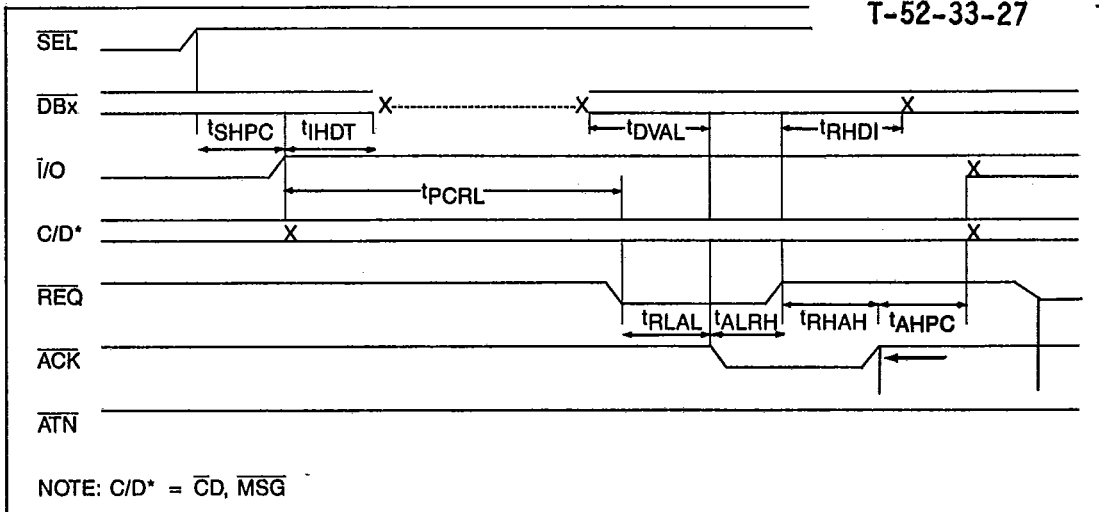 T-52-33-27
SEL
DBx
X X X
tSHPC tIHDT tDVAL tRHDI
I/O
X
tPCRL
C/D*
X X
REQ
tRLAL tALRH tRHAH tAHPC
ACK
ATN
NOTE: C/D* = CD, MSG